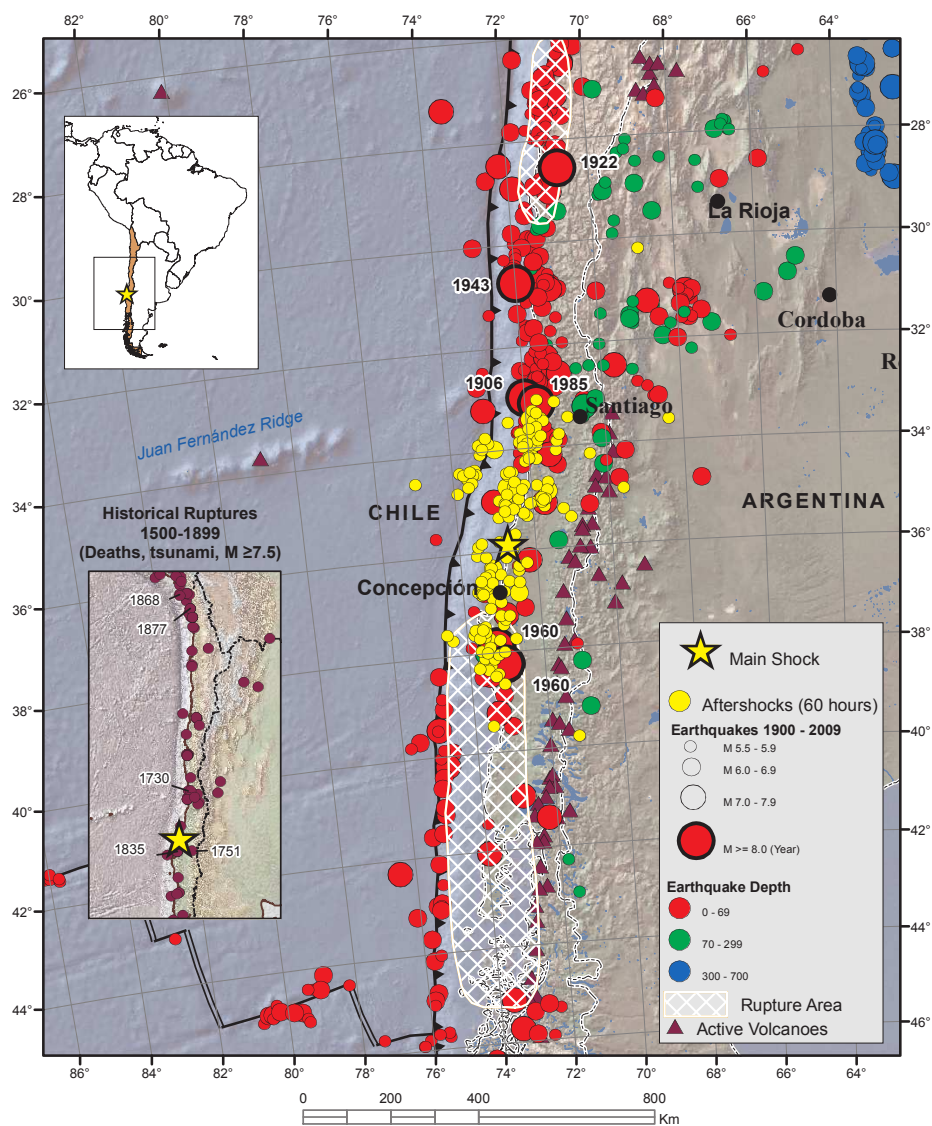 82
80
78
76
74
72
70
68
66
64
26°
28°
28°
1922
La Rioja
30°
1943
30°
Cordoba
32°
1906
1985
R
Santiago
32°
Juan Fernández Ridge
34°
34°
Historical Ruptures
1500-1899
(Deaths, tsunami, M ≥7.5)
CHILE
ARGENTINA
36°
1868
1877
Concepción
36°
38°
1960
1960
38°
40°
1730
40°
42°
1835
1751
42°
44°
44°
46°
Main Shock
Aftershocks (60 hours)
Earthquakes 1900 - 2009
M 5.5 - 5.9
M 6.0 - 6.9
M 7.0 - 7.9
M >= 8.0 (Year)
Earthquake Depth
0 - 69
70 - 299
300 - 700
Rupture Area
Active Volcanoes
86°
84°
82°
80°
78°
76°
74°
72°
70°
68°
66°
64°
0
200
400
800
Km